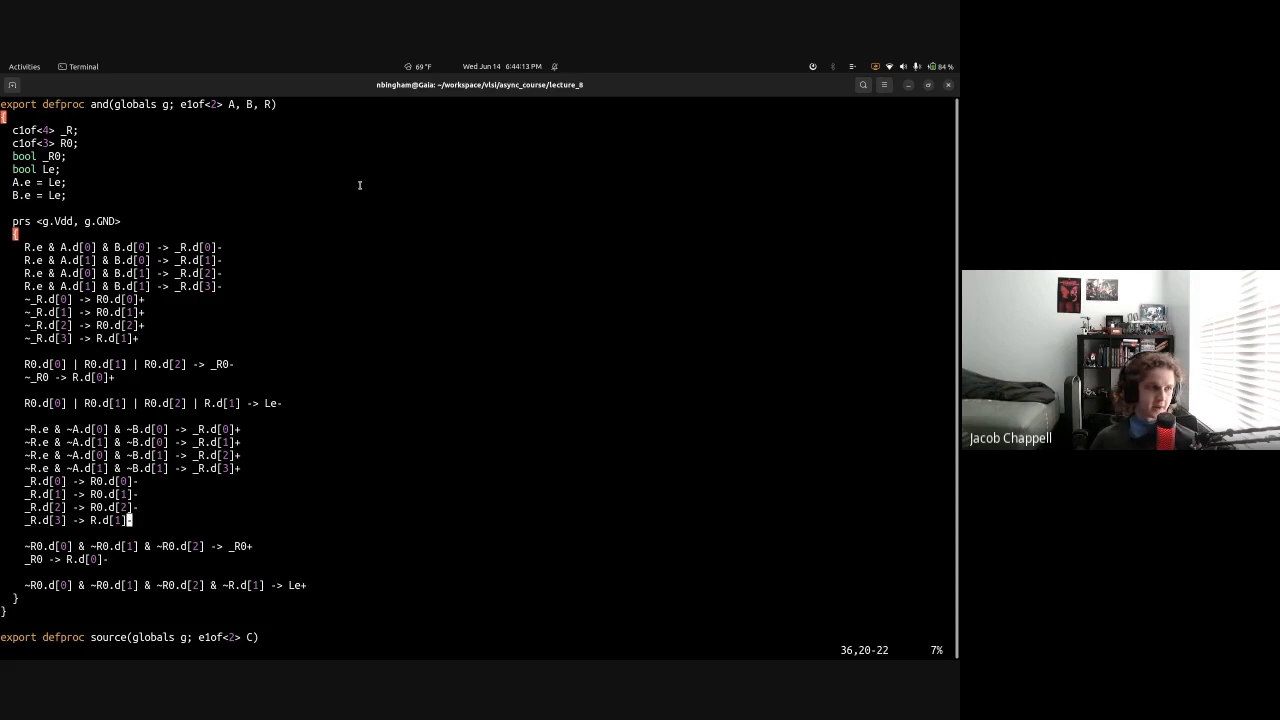 Activities Terminal 69 °F Wed Jun 14 6:44:13 PM 84 %
nbingham@Gaia: ~/workspace/vlsi/async_course/lecture_8
export defproc and(globals g; e1of<2> A, B, R)
{
c1of<4> _R;
c1of<3> R0;
bool _R0;
bool Le;
A.e = Le;
B.e = Le;
prs <g.Vdd, g.GND>
{
R.e & A.d[0] & B.d[0] -> _R.d[0]-
R.e & A.d[1] & B.d[0] -> _R.d[1]-
R.e & A.d[0] & B.d[1] -> _R.d[2]-
R.e & A.d[1] & B.d[1] -> _R.d[3]-
~_R.d[0] -> R0.d[0]+
~_R.d[1] -> R0.d[1]+
~_R.d[2] -> R0.d[2]+
~_R.d[3] -> R.d[1]+
R0.d[0] | R0.d[1] | R0.d[2] -> _R0-
~_R0 -> R.d[0]+
R0.d[0] | R0.d[1] | R0.d[2] | R.d[1] -> Le-
~R.e & ~A.d[0] & ~B.d[0] -> _R.d[0]+
~R.e & ~A.d[1] & ~B.d[0] -> _R.d[1]+
~R.e & ~A.d[0] & ~B.d[1] -> _R.d[2]+
~R.e & ~A.d[1] & ~B.d[1] -> _R.d[3]+
_R.d[0] -> R0.d[0]-
_R.d[1] -> R0.d[1]-
_R.d[2] -> R0.d[2]-
_R.d[3] -> R.d[1]-
~R0.d[0] & ~R0.d[1] & ~R0.d[2] -> _R0+
_R0 -> R.d[0]-
~R0.d[0] & ~R0.d[1] & ~R0.d[2] & ~R.d[1] -> Le+
}
}
export defproc source(globals g; e1of<2> C)
36,20-22 7%
Jacob Chappell